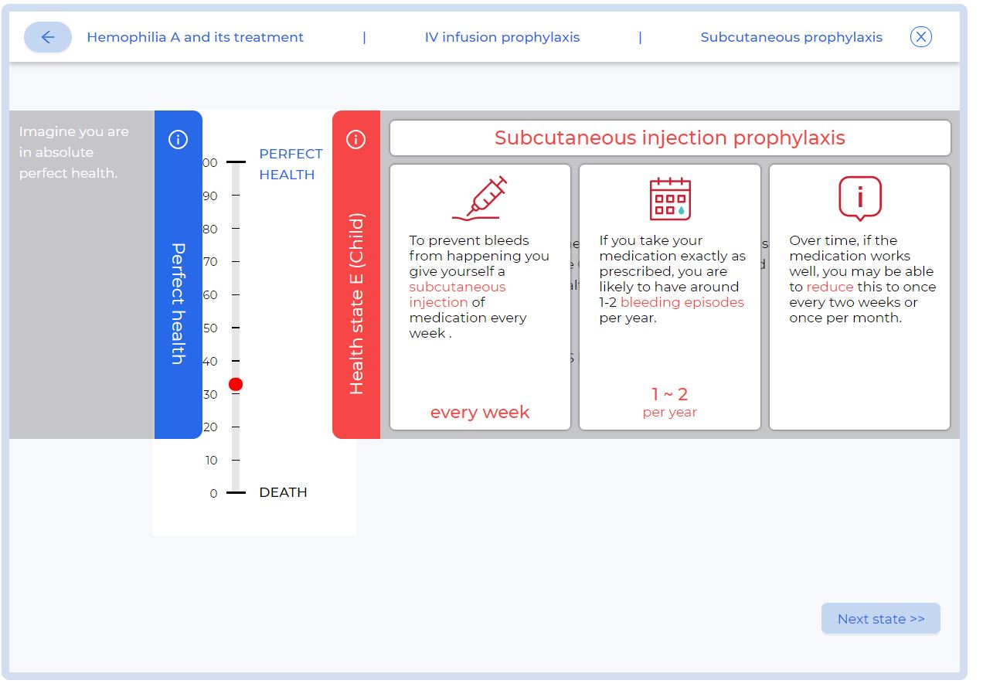 Hemophilia A and its treatment | IV infusion prophylaxis | Subcutaneous prophylaxis
Imagine you are
in absolute
perfect health.
Perfect health
PERFECT
HEALTH
00
90
80
70
60
50
40
30
20
10
0
DEATH
Health state E (Child)
Subcutaneous injection prophylaxis
To prevent bleeds
from happening you
give yourself a
subcutaneous
injection of
medication every
week .
every week
If you take your
medication exactly as
prescribed, you are
likely to have around
1-2 bleeding episodes
per year.
1 ~ 2
per year
Over time, if the
medication works
well, you may be able
to reduce this to once
every two weeks or
once per month.
Next state >>